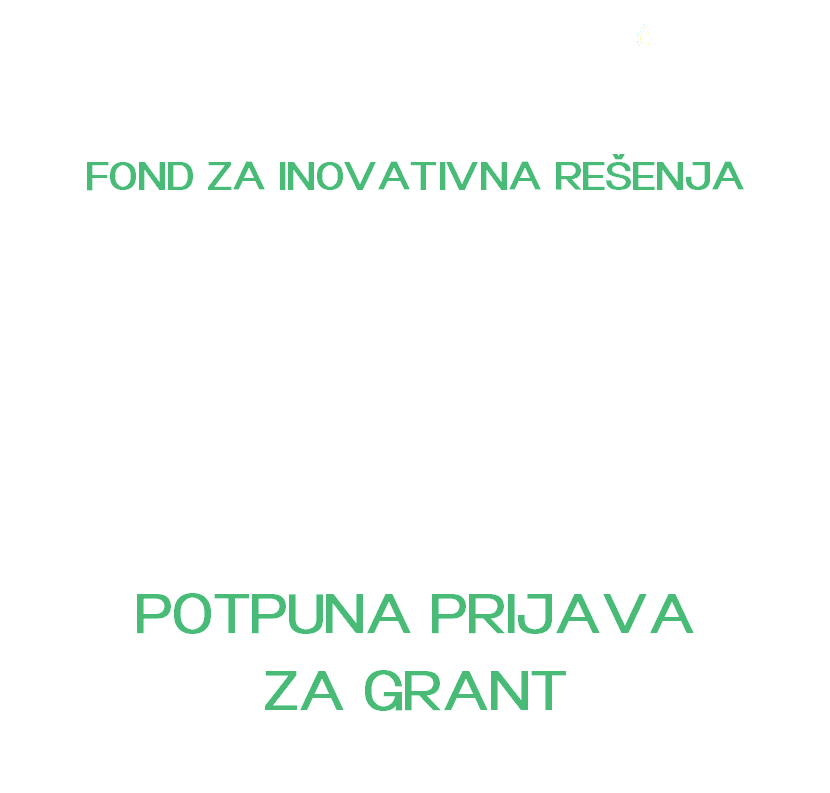 FOND ZA INOVATIVNA REŠENJA
POTPUNA PRIJAVA
ZA GRANT